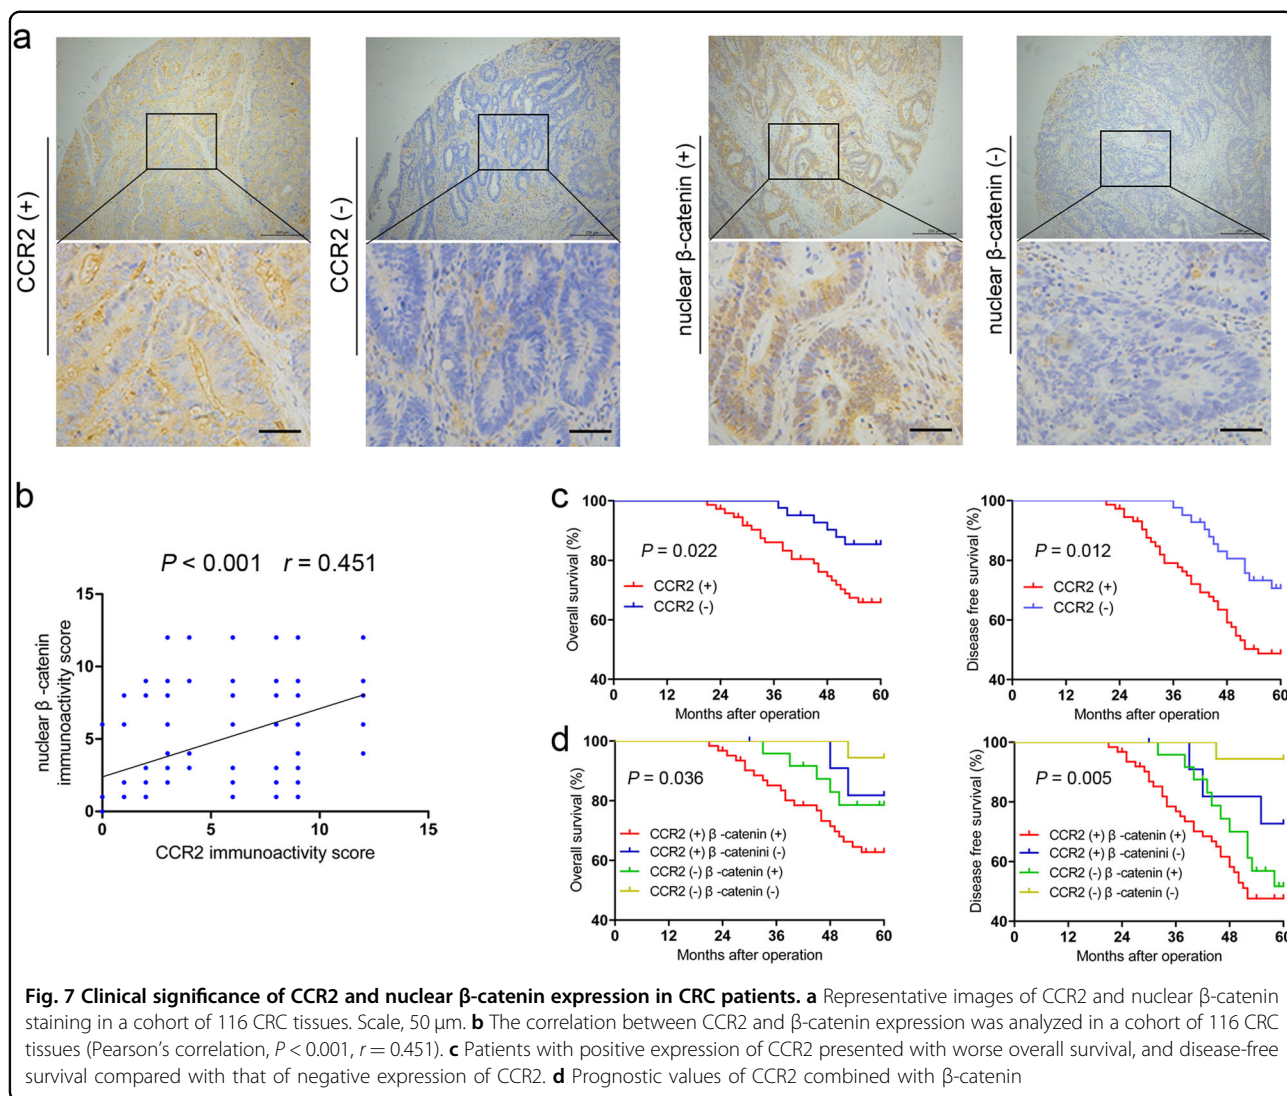 a
CCR2 (+)
CCR2 (-)
nuclear β-catenin (+)
nuclear β-catenin (-)
b
P < 0.001 r = 0.451
nuclear β -catenin
immunoactivity score
15
10
5
0
0 5 10 15
CCR2 immunoactivity score
c
Overall survival (%)
100
80
60
40
P = 0.022
CCR2 (+)
CCR2 (-)
0 12 24 36 48 60
Months after operation
Disease free survival (%)
100
80
60
40
P = 0.012
CCR2 (+)
CCR2 (-)
0 12 24 36 48 60
Months after operation
d
Overall survival (%)
100
80
60
40
P = 0.036
CCR2 (+) β -catenin (+)
CCR2 (+) β -catenini (-)
CCR2 (-) β -catenin (+)
CCR2 (-) β -catenin (-)
0 12 24 36 48 60
Months after operation
Disease free survival (%)
100
80
60
40
P = 0.005
CCR2 (+) β -catenin (+)
CCR2 (+) β -catenini (-)
CCR2 (-) β -catenin (+)
CCR2 (-) β -catenin (-)
0 12 24 36 48 60
Months after operation
Fig. 7 Clinical significance of CCR2 and nuclear β-catenin expression in CRC patients. a Representative images of CCR2 and nuclear β-catenin
staining in a cohort of 116 CRC tissues. Scale, 50 μm. b The correlation between CCR2 and β-catenin expression was analyzed in a cohort of 116 CRC
tissues (Pearson's correlation, P < 0.001, r = 0.451). c Patients with positive expression of CCR2 presented with worse overall survival, and disease-free
survival compared with that of negative expression of CCR2. d Prognostic values of CCR2 combined with β-catenin